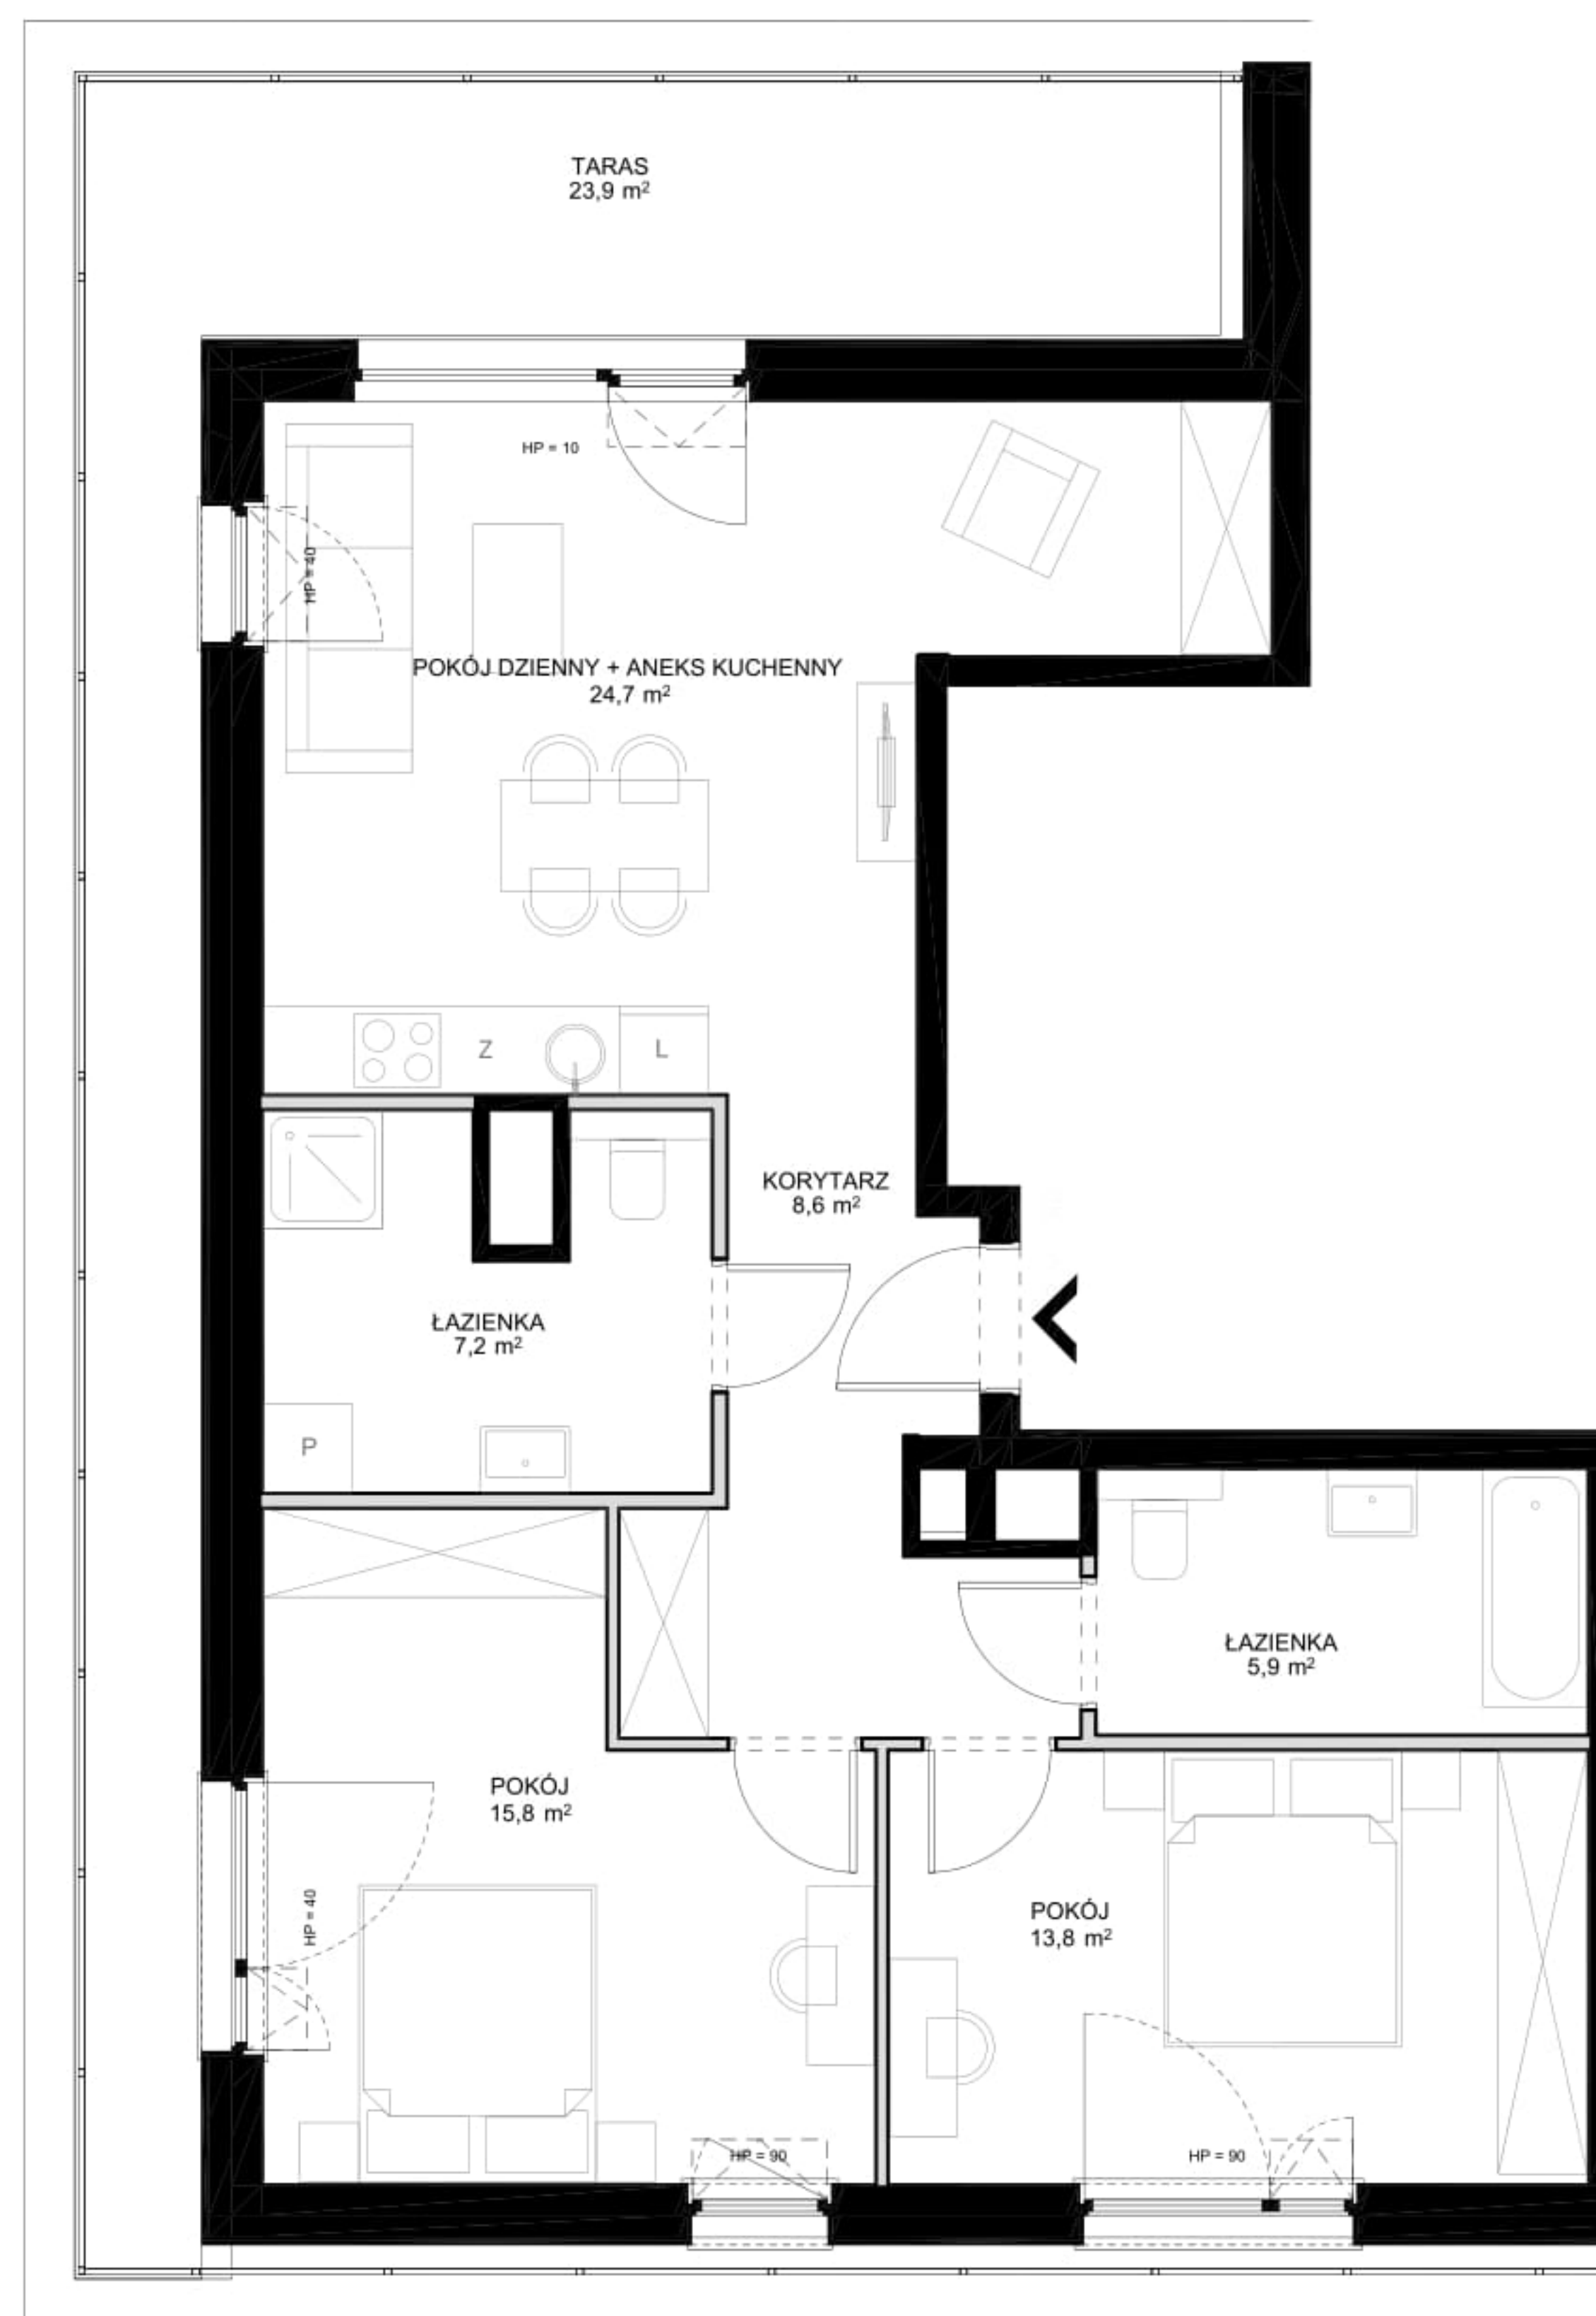 TARAS
23,9 m²
HP = 10
HP = 40
POKÓJ DZIENNY + ANEKS KUCHENNY
24,7 m²
Z
L
KORYTARZ
8,6 m²
ŁAZIENKA
7,2 m²
P
ŁAZIENKA
5,9 m²
POKÓJ
15,8 m²
HP = 40
POKÓJ
13,8 m²
HP = 90
HP = 90